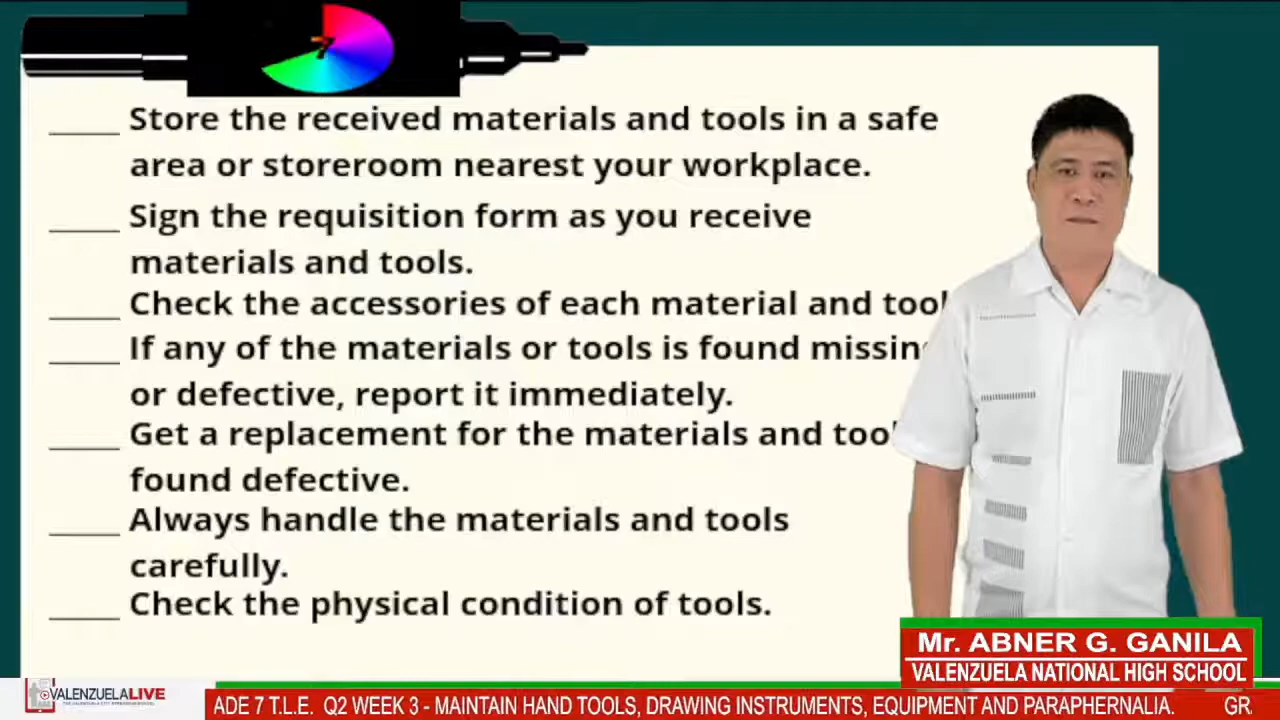 7
_____ Store the received materials and tools in a safe
area or storeroom nearest your workplace.
_____ Sign the requisition form as you receive
materials and tools.
_____ Check the accessories of each material and tool
_____ If any of the materials or tools is found missin
or defective, report it immediately.
_____ Get a replacement for the materials and tool
found defective.
_____ Always handle the materials and tools
carefully.
_____ Check the physical condition of tools.
Mr. ABNER G. GANILA
VALENZUELA NATIONAL HIGH SCHOOL
VALENZUELALIVE
ADE 7 T.L.E. Q2 WEEK 3 - MAINTAIN HAND TOOLS, DRAWING INSTRUMENTS, EQUIPMENT AND PARAPHERNALIA. GR.